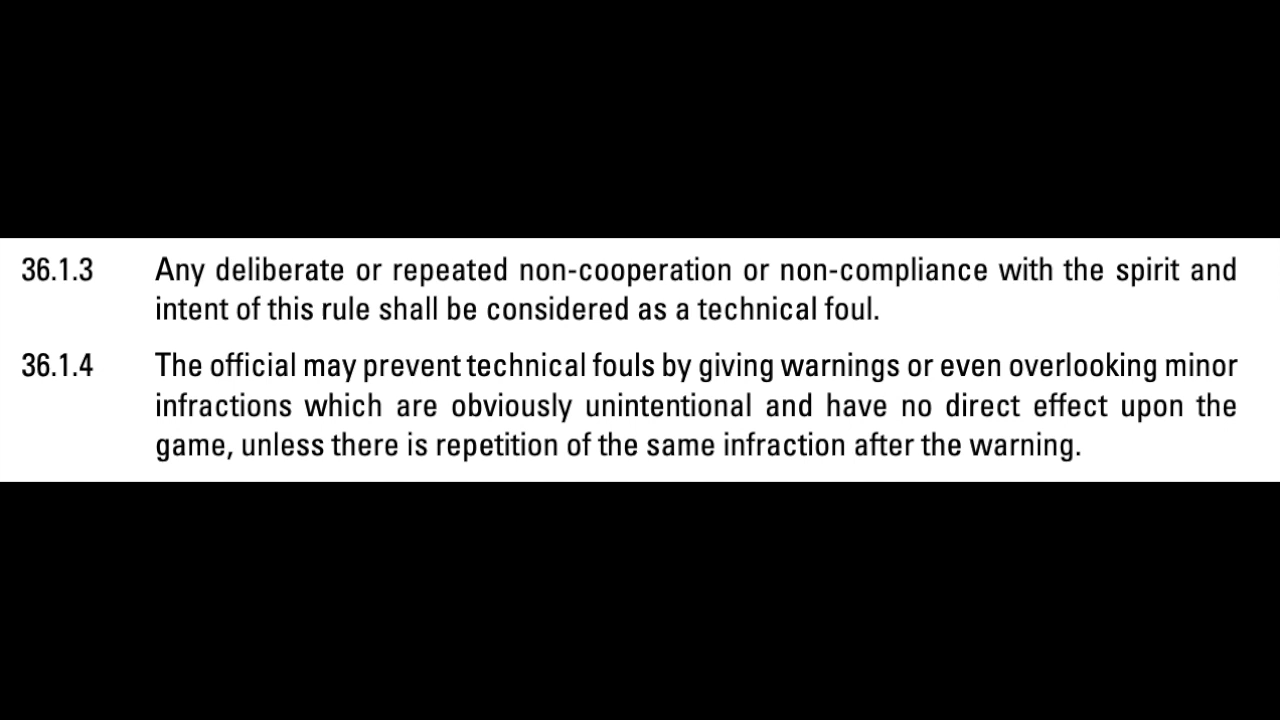 36.1.3 Any deliberate or repeated non-cooperation or non-compliance with the spirit and
intent of this rule shall be considered as a technical foul.
36.1.4 The official may prevent technical fouls by giving warnings or even overlooking minor
infractions which are obviously unintentional and have no direct effect upon the
game, unless there is repetition of the same infraction after the warning.